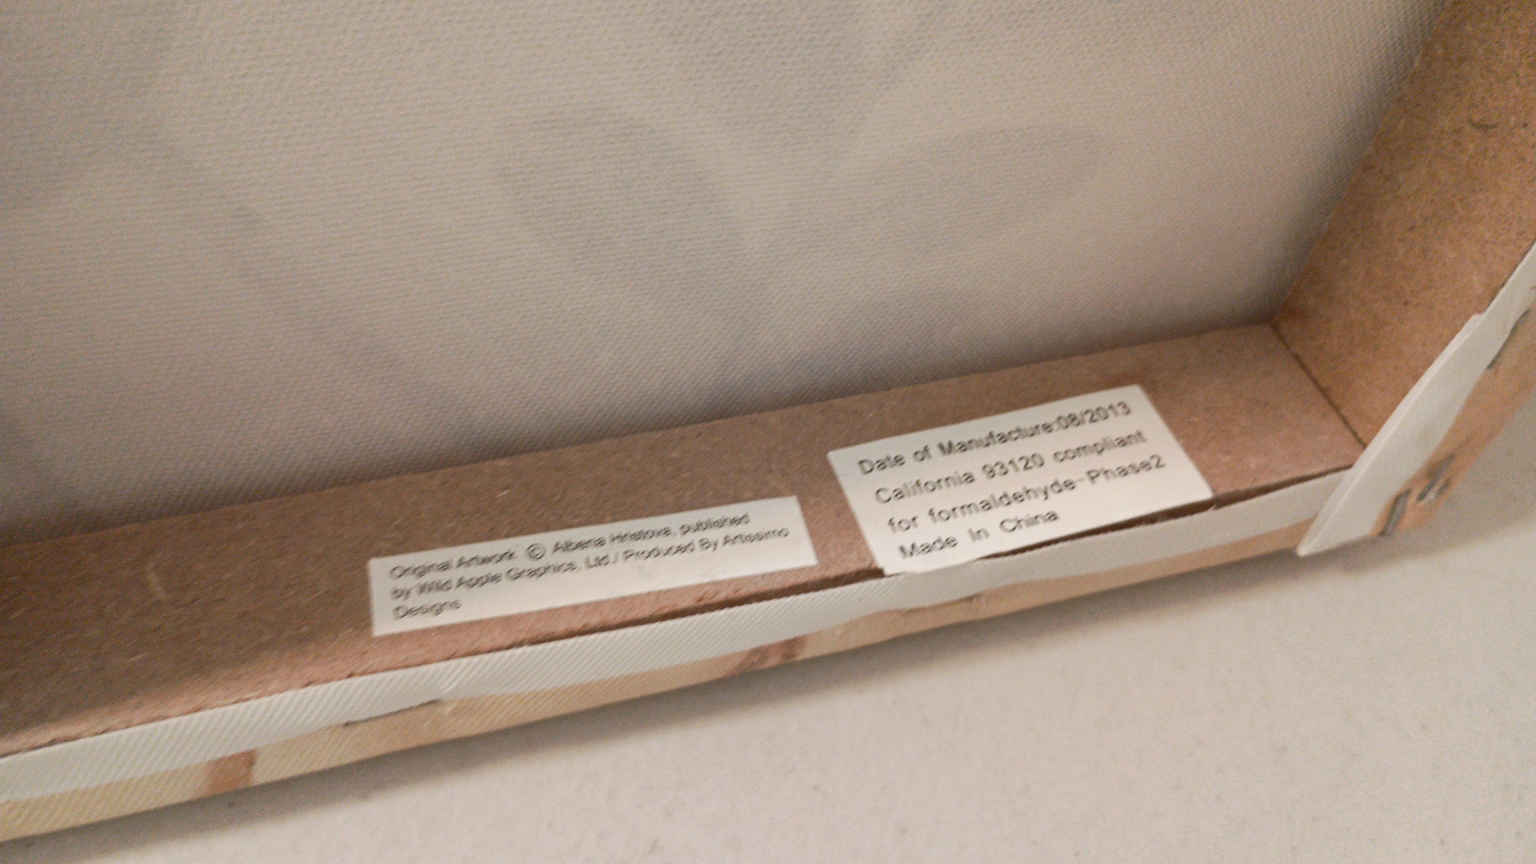 Original Artwork © Albena Hristova, published
by Wild Apple Graphics, Ltd./ Produced By Artissimo
Designs
Date of Manufacture:08/2013
California 93120 compliant
for formaldehyde-Phase2
Made In China